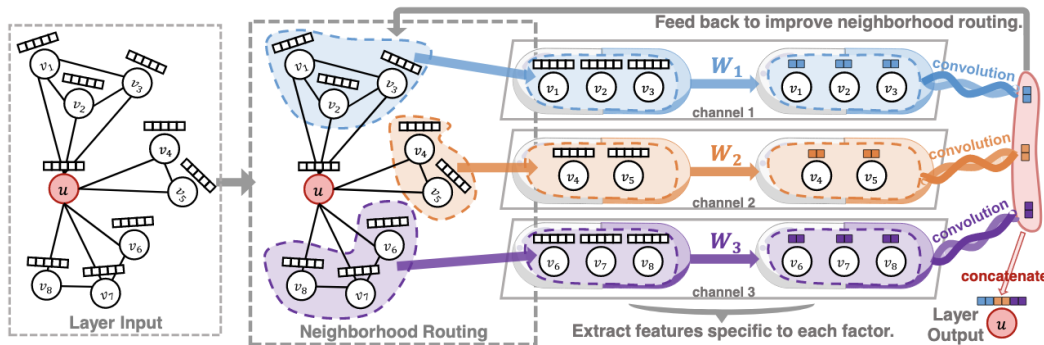 Feed back to improve neighborhood routing.
v1
v2
v3
v4
v5
v6
v7
v8
u
Layer Input
v1
v2
v3
v4
v5
v6
v7
v8
u
Neighborhood Routing
v1 v2 v3
W1
v1 v2 v3
channel 1
convolution
v4 v5
W2
v4 v5
channel 2
convolution
v6 v7 v8
W3
v6 v7 v8
channel 3
convolution
Extract features specific to each factor.
concatenate
Layer
Output
u